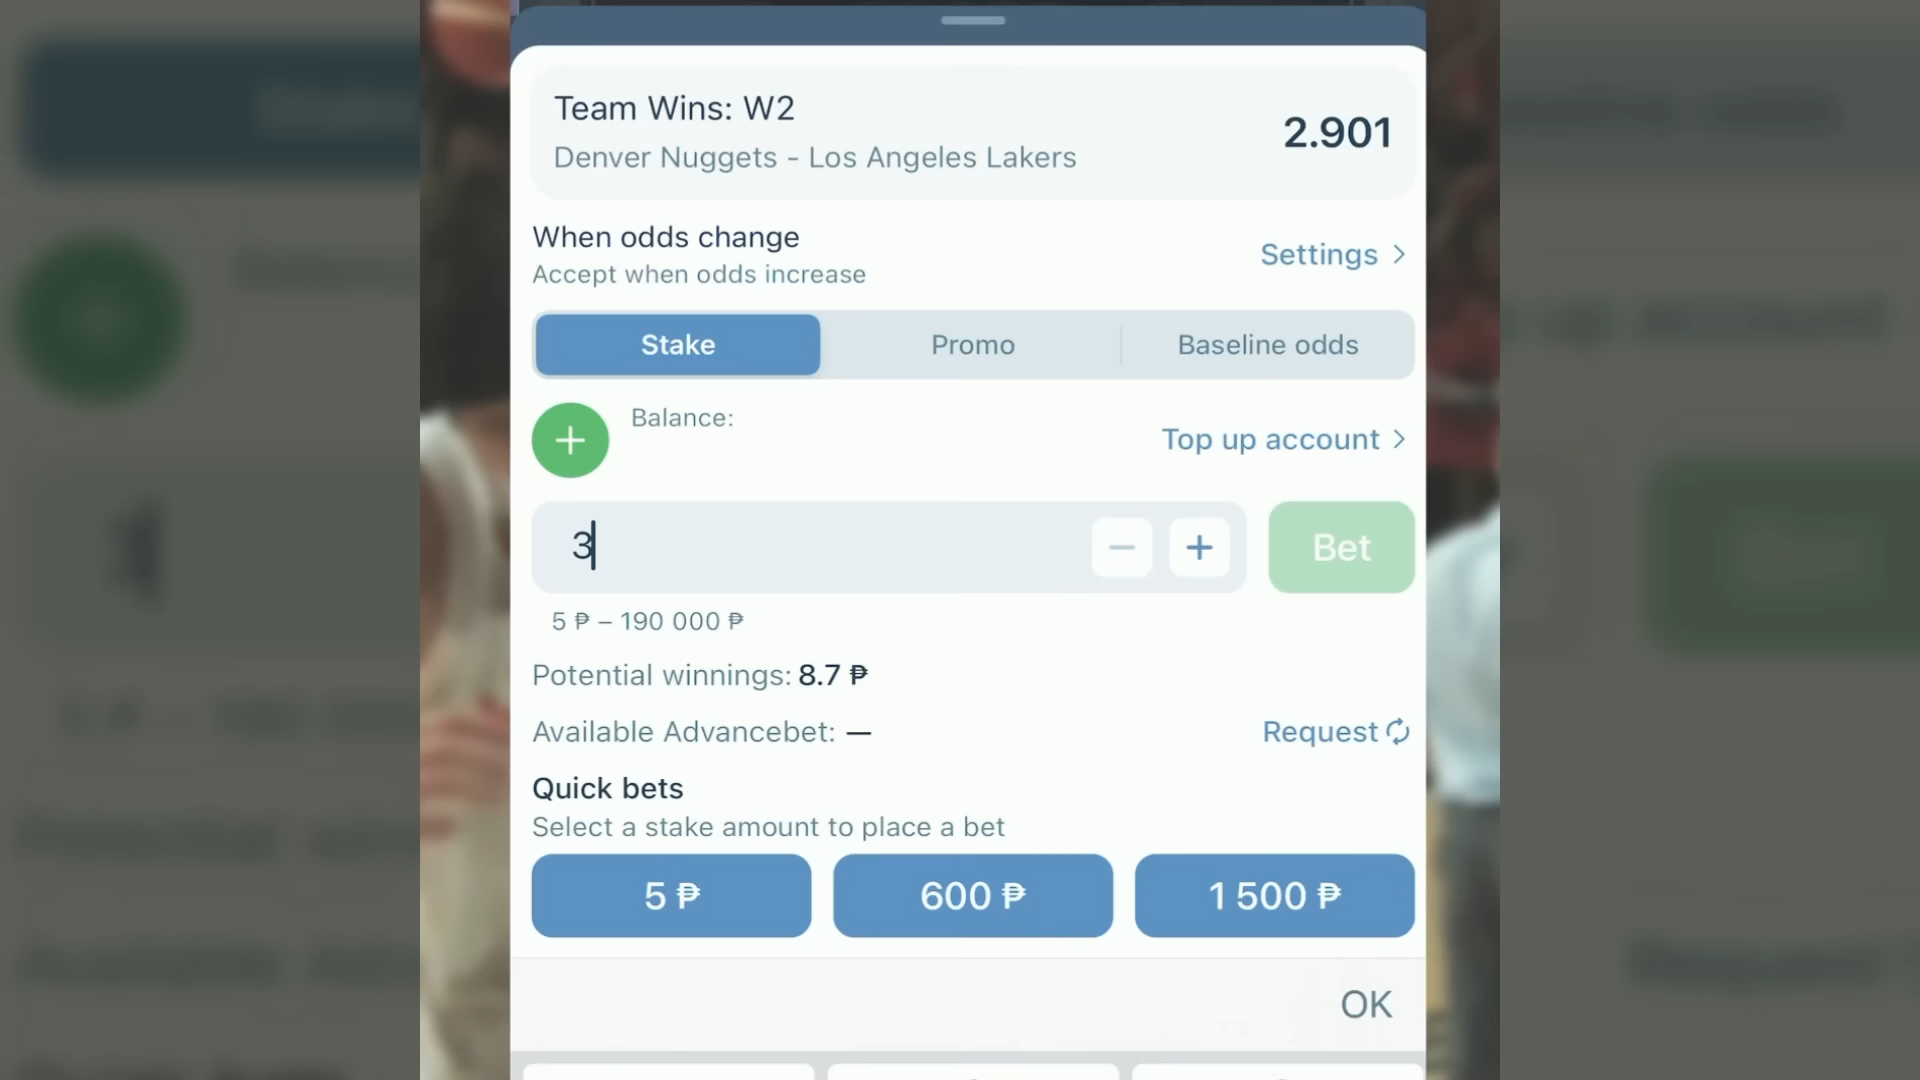 Team Wins: W2
2.901
Denver Nuggets - Los Angeles Lakers
When odds change
Settings
Accept when odds increase
Stake
Promo
Baseline odds
Balance:
Top up account
3
Bet
5 ₱ – 190 000 ₱
Potential winnings: 8.7 ₱
Available Advancebet: —
Request
Quick bets
Select a stake amount to place a bet
5 ₱
600 ₱
1 500 ₱
OK